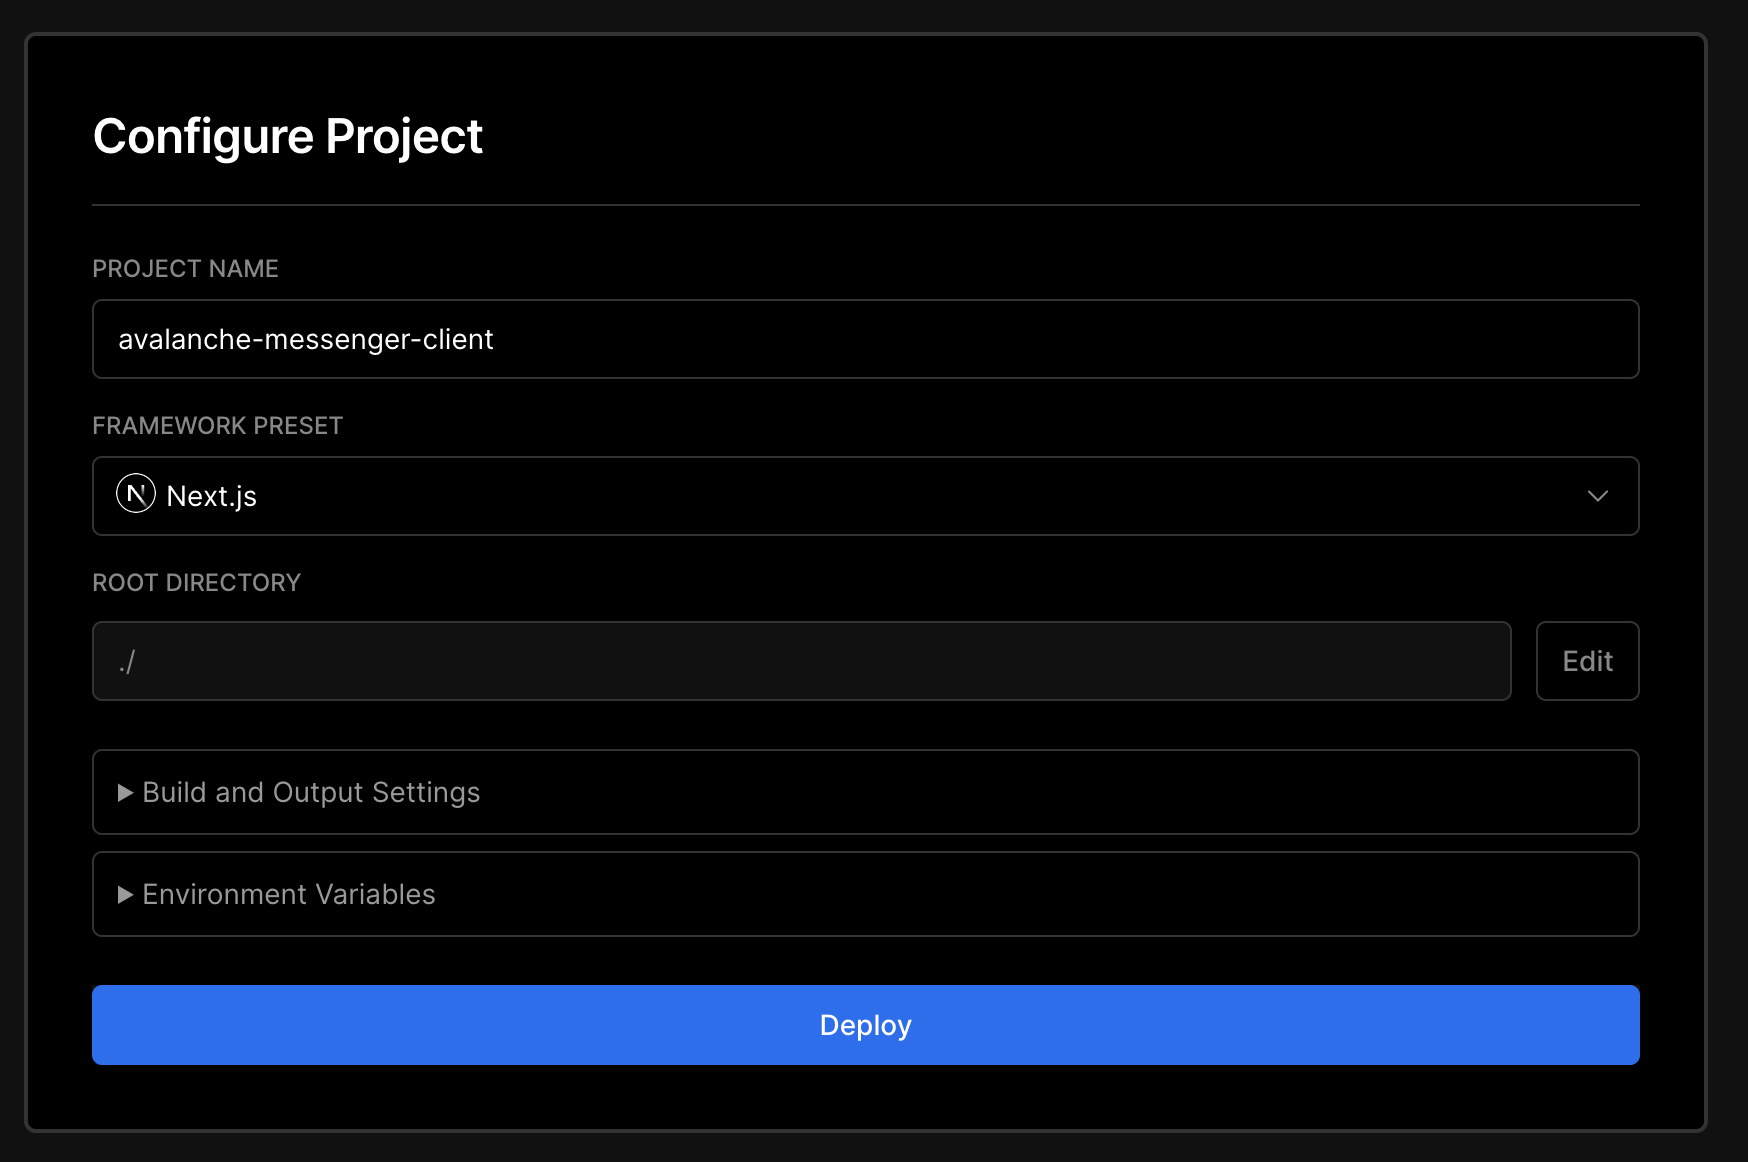 Configure Project
PROJECT NAME
avalanche-messenger-client
FRAMEWORK PRESET
N Next.js
ROOT DIRECTORY
./
Edit
Build and Output Settings
Environment Variables
Deploy